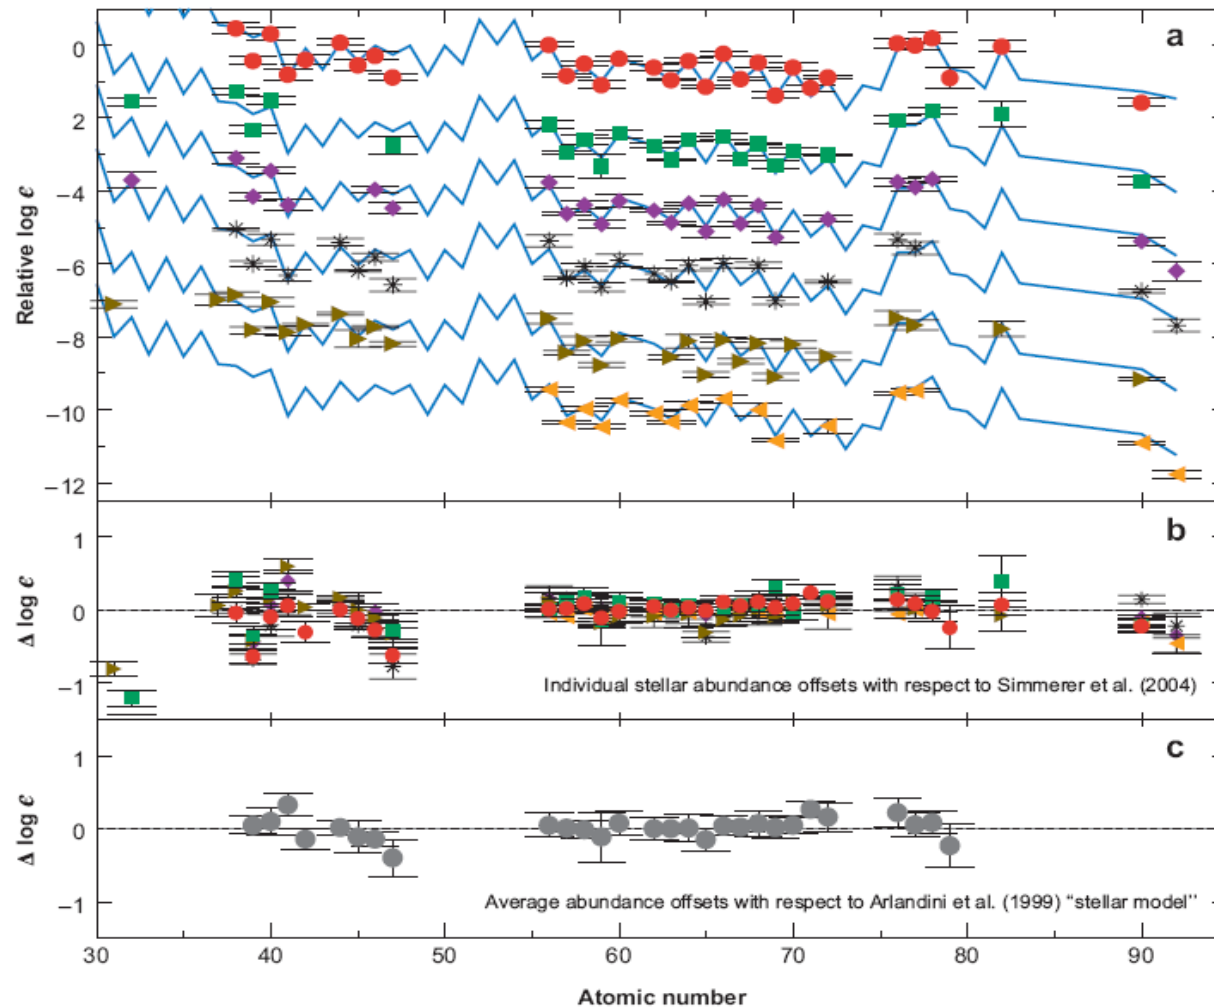 a
0
2
−4
−6
−8
−10
−12
Relative log ϵ
b
1
0
−1
Δ log ϵ
Individual stellar abundance offsets with respect to Simmerer et al. (2004)
c
1
0
−1
Δ log ϵ
Average abundance offsets with respect to Arlandini et al. (1999) “stellar model’’
30 40 50 60 70 80 90
Atomic number